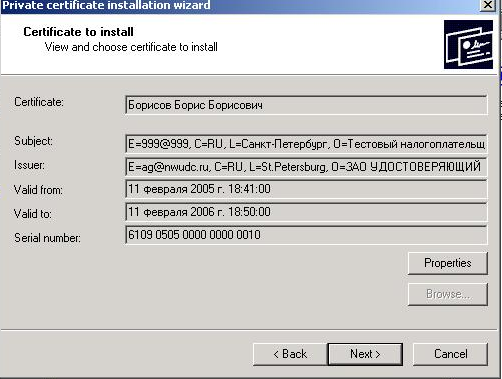 Private certificate installation wizard
Certificate to install
View and choose certificate to install
Certificate: Борисов Борис Борисович
Subject: E=999@999, C=RU, L=Санкт-Петербург, O=Тестовый налогоплательщ
Issuer: E=ag@nwudc.ru, C=RU, L=St.Petersburg, O=ЗАО УДОСТОВЕРЯЮЩИЙ
Valid from: 11 февраля 2005 г. 18:41:00
Valid to: 11 февраля 2006 г. 18:50:00
Serial number: 6109 0505 0000 0000 0010
Properties
Browse...
< Back Next > Cancel